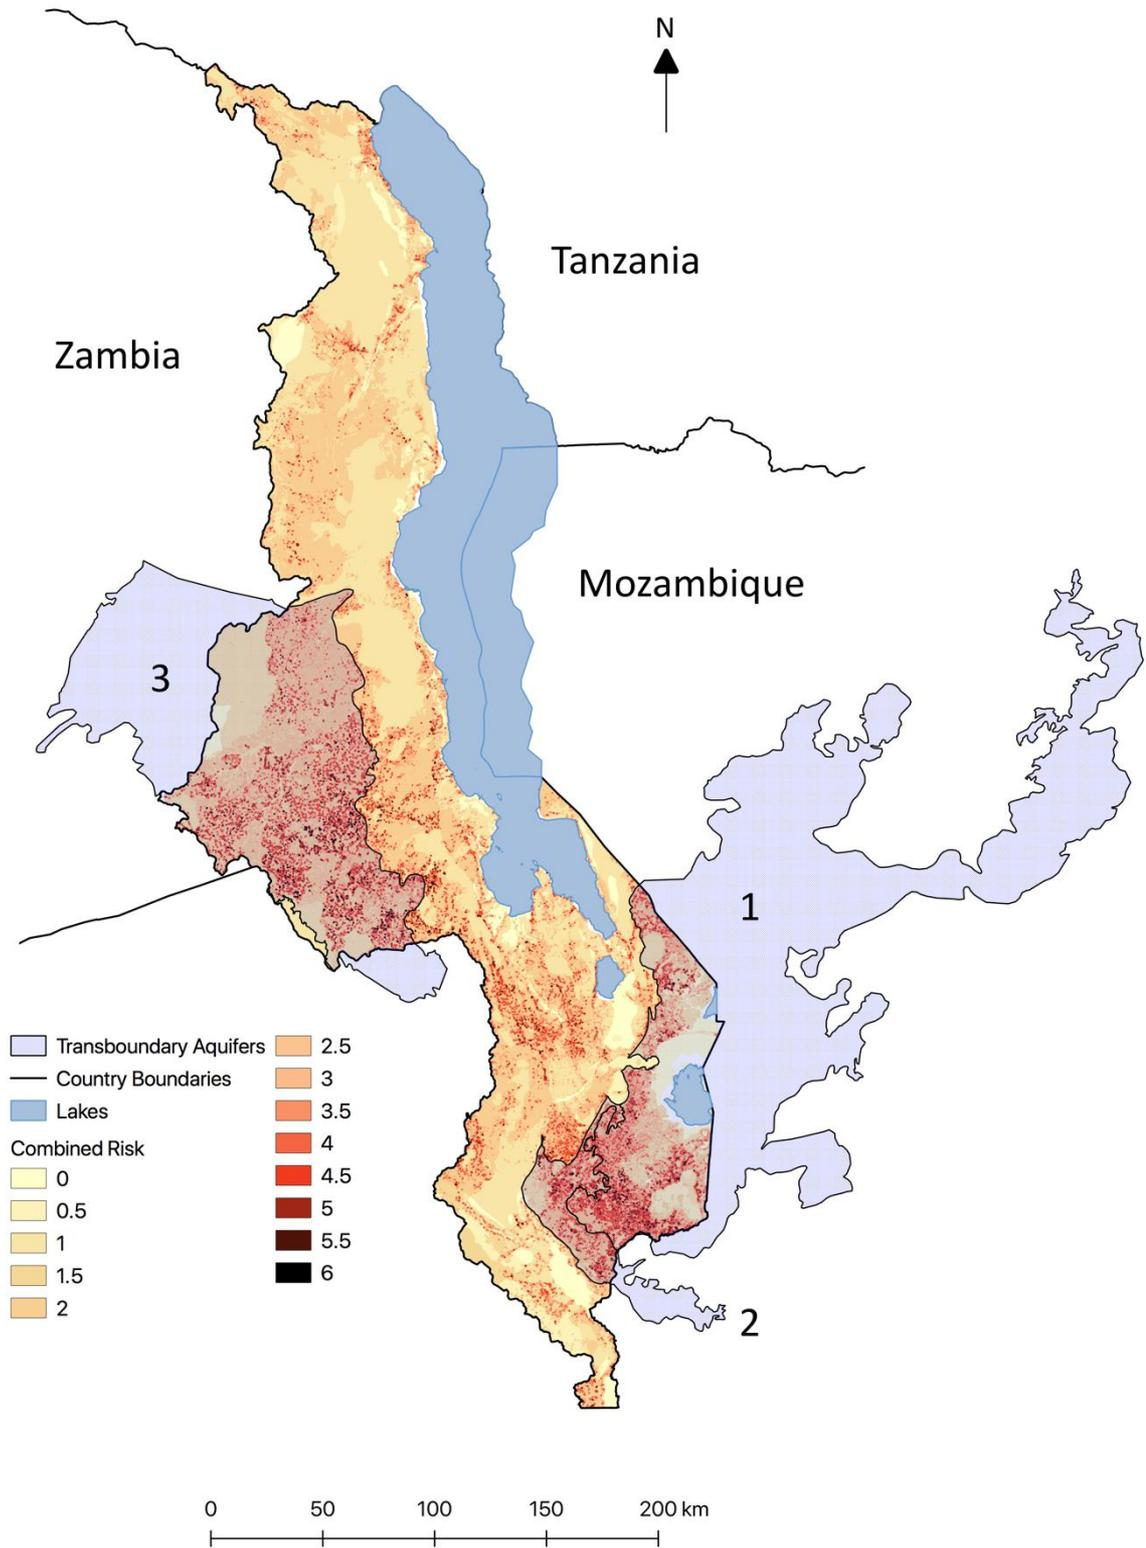 N
Tanzania
Zambia
Mozambique
3
1
Transboundary Aquifers
Country Boundaries
Lakes
Combined Risk
0
0.5
1
1.5
2
2.5
3
3.5
4
4.5
5
5.5
6
2
0 50 100 150 200 km